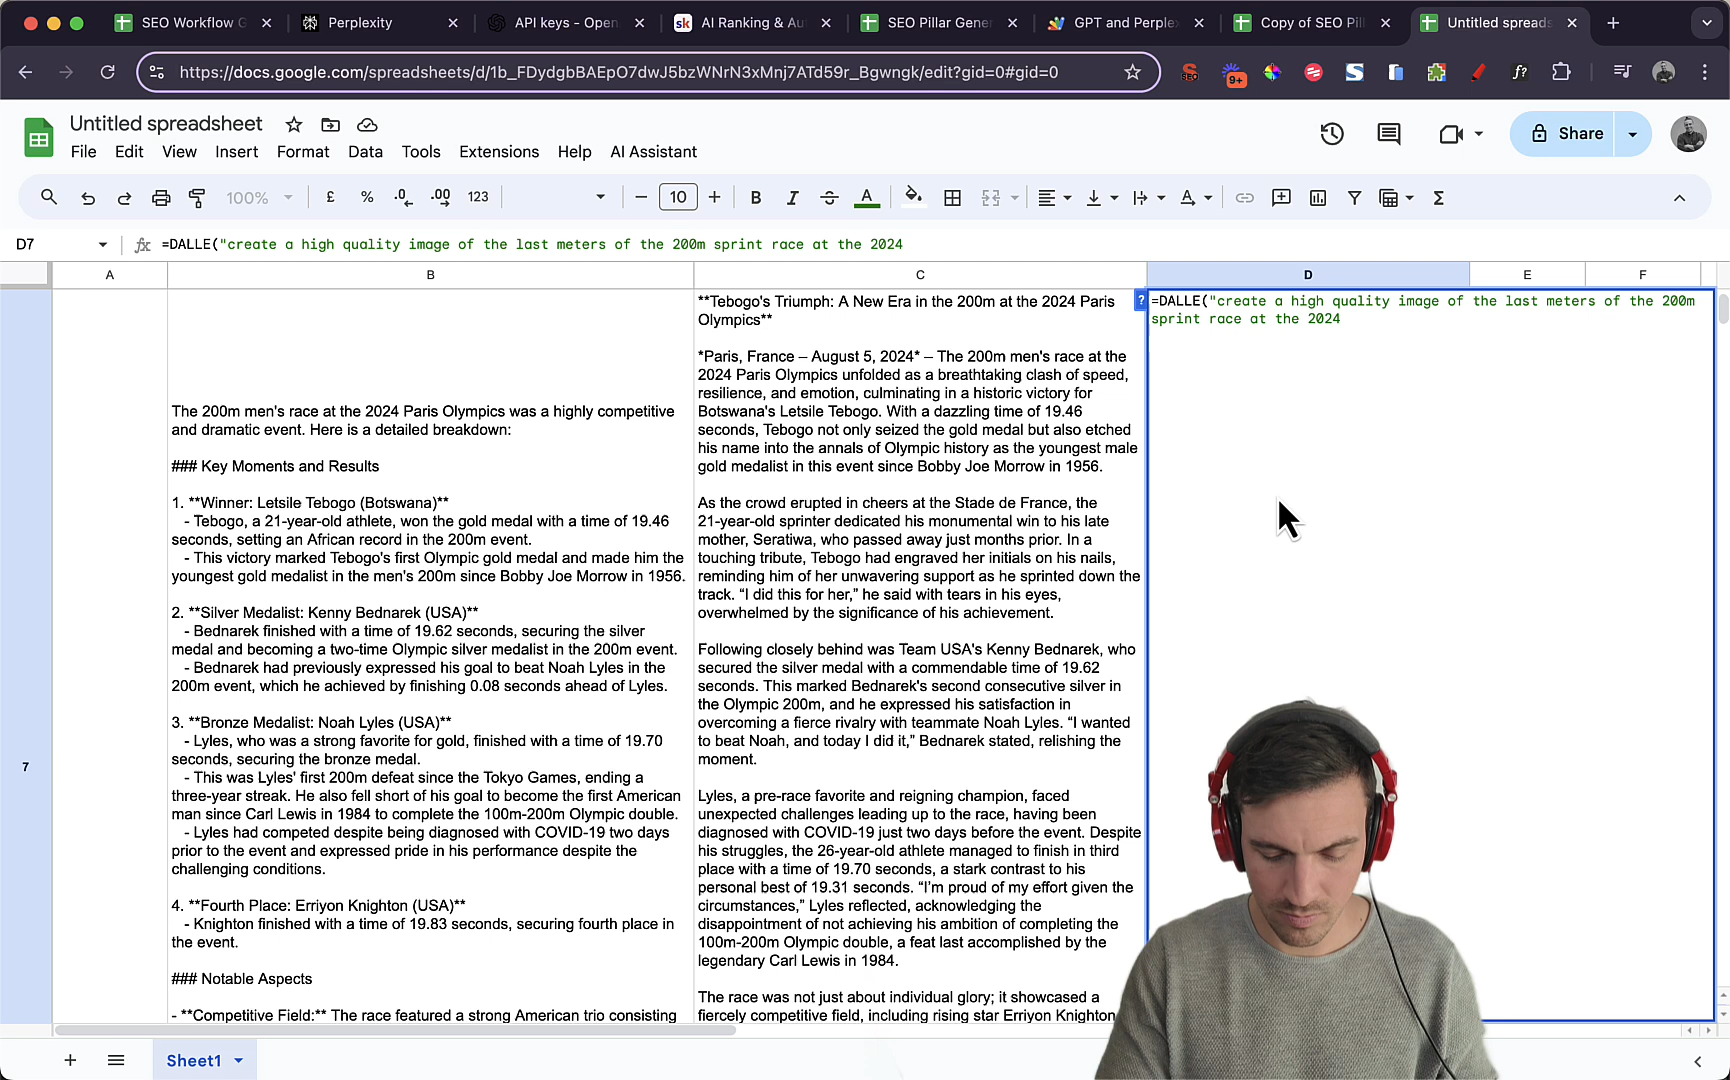 SEO Workflow G
Perplexity
API keys - Open
AI Ranking & Au
SEO Pillar Gene
GPT and Perple
Copy of SEO Pil
Untitled spreads
https://docs.google.com/spreadsheets/d/1b_FDydgbBAEpO7dwJ5bzWNrN3xMnj7ATd59r_Bgwngk/edit?gid=0#gid=0
SEO
9+
f?
Untitled spreadsheet
File Edit View Insert Format Data Tools Extensions Help AI Assistant
Share
100% £ % .0 .00 123 10 B I A
D7
fx =DALLE("create a high quality image of the last meters of the 200m sprint race at the 2024
A B C D E F
7
The 200m men's race at the 2024 Paris Olympics was a highly competitive
and dramatic event. Here is a detailed breakdown:
### Key Moments and Results
1. **Winner: Letsile Tebogo (Botswana)**
- Tebogo, a 21-year-old athlete, won the gold medal with a time of 19.46
seconds, setting an African record in the 200m event.
- This victory marked Tebogo's first Olympic gold medal and made him the
youngest gold medalist in the men's 200m since Bobby Joe Morrow in 1956.
2. **Silver Medalist: Kenny Bednarek (USA)**
- Bednarek finished with a time of 19.62 seconds, securing the silver
medal and becoming a two-time Olympic silver medalist in the 200m event.
- Bednarek had previously expressed his goal to beat Noah Lyles in the
200m event, which he achieved by finishing 0.08 seconds ahead of Lyles.
3. **Bronze Medalist: Noah Lyles (USA)**
- Lyles, who was a strong favorite for gold, finished with a time of 19.70
seconds, securing the bronze medal.
- This was Lyles' first 200m defeat since the Tokyo Games, ending a
three-year streak. He also fell short of his goal to become the first American
man since Carl Lewis in 1984 to complete the 100m-200m Olympic double.
- Lyles had competed despite being diagnosed with COVID-19 two days
prior to the event and expressed pride in his performance despite the
challenging conditions.
4. **Fourth Place: Erriyon Knighton (USA)**
- Knighton finished with a time of 19.83 seconds, securing fourth place in
the event.
### Notable Aspects
- **Competitive Field:** The race featured a strong American trio consisting
**Tebogo's Triumph: A New Era in the 200m at the 2024 Paris
Olympics**
*Paris, France – August 5, 2024* – The 200m men's race at the
2024 Paris Olympics unfolded as a breathtaking clash of speed,
resilience, and emotion, culminating in a historic victory for
Botswana's Letsile Tebogo. With a dazzling time of 19.46
seconds, Tebogo not only seized the gold medal but also etched
his name into the annals of Olympic history as the youngest male
gold medalist in this event since Bobby Joe Morrow in 1956.
As the crowd erupted in cheers at the Stade de France, the
21-year-old sprinter dedicated his monumental win to his late
mother, Seratiwa, who passed away just months prior. In a
touching tribute, Tebogo had engraved her initials on his nails,
reminding him of her unwavering support as he sprinted down the
track. “I did this for her,” he said with tears in his eyes,
overwhelmed by the significance of his achievement.
Following closely behind was Team USA's Kenny Bednarek, who
secured the silver medal with a commendable time of 19.62
seconds. This marked Bednarek's second consecutive silver in
the Olympic 200m, and he expressed his satisfaction in
overcoming a fierce rivalry with teammate Noah Lyles. “I wanted
to beat Noah, and today I did it,” Bednarek stated, relishing the
moment.
Lyles, a pre-race favorite and reigning champion, faced
unexpected challenges leading up to the race, having been
diagnosed with COVID-19 just two days before the event. Despite
his struggles, the 26-year-old athlete managed to finish in third
place with a time of 19.70 seconds, a stark contrast to his
personal best of 19.31 seconds. “I'm proud of my effort given the
circumstances,” Lyles reflected, acknowledging the
disappointment of not achieving his ambition of completing the
100m-200m Olympic double, a feat last accomplished by the
legendary Carl Lewis in 1984.
The race was not just about individual glory; it showcased a
fiercely competitive field, including rising star Erriyon Knighton
?
=DALLE("create a high quality image of the last meters of the 200m
sprint race at the 2024
Sheet1